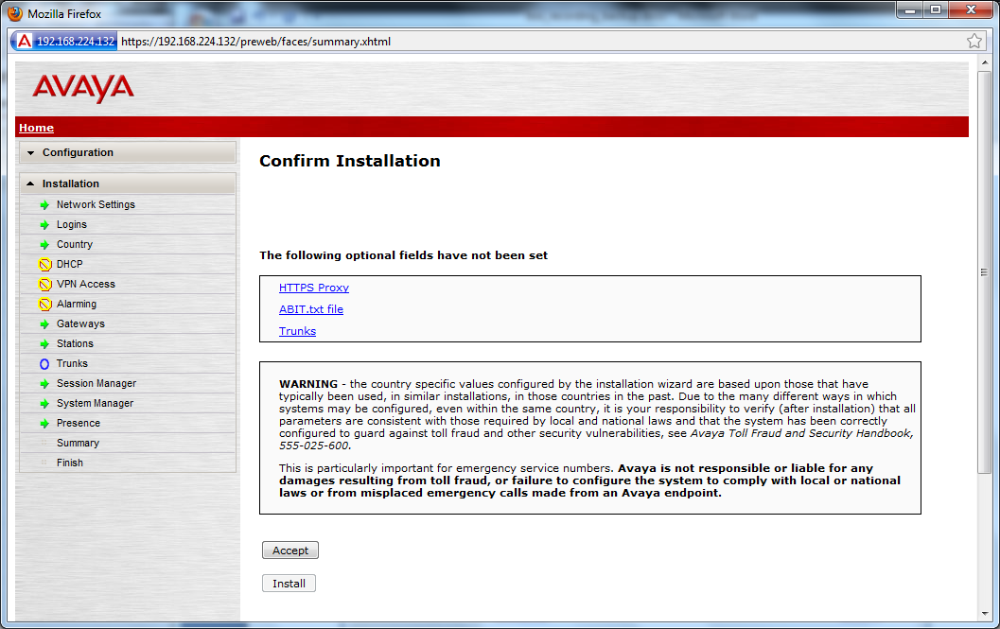 Mozilla Firefox
192.168.224.132 https://192.168.224.132/preweb/faces/summary.xhtml
AVAYA
Home
Configuration
Installation
Network Settings
Logins
Country
DHCP
VPN Access
Alarming
Gateways
Stations
Trunks
Session Manager
System Manager
Presence
Summary
Finish
Confirm Installation
The following optional fields have not been set
HTTPS Proxy
ABIT.txt file
Trunks
WARNING - the country specific values configured by the installation wizard are based upon those that have
typically been used, in similar installations, in those countries in the past. Due to the many different ways in which
systems may be configured, even within the same country, it is your responsibility to verify (after installation) that all
parameters are consistent with those required by local and national laws and that the system has been correctly
configured to guard against toll fraud and other security vulnerabilities, see Avaya Toll Fraud and Security Handbook,
555-025-600.
This is particularly important for emergency service numbers. Avaya is not responsible or liable for any
damages resulting from toll fraud, or failure to configure the system to comply with local or national
laws or from misplaced emergency calls made from an Avaya endpoint.
Accept
Install